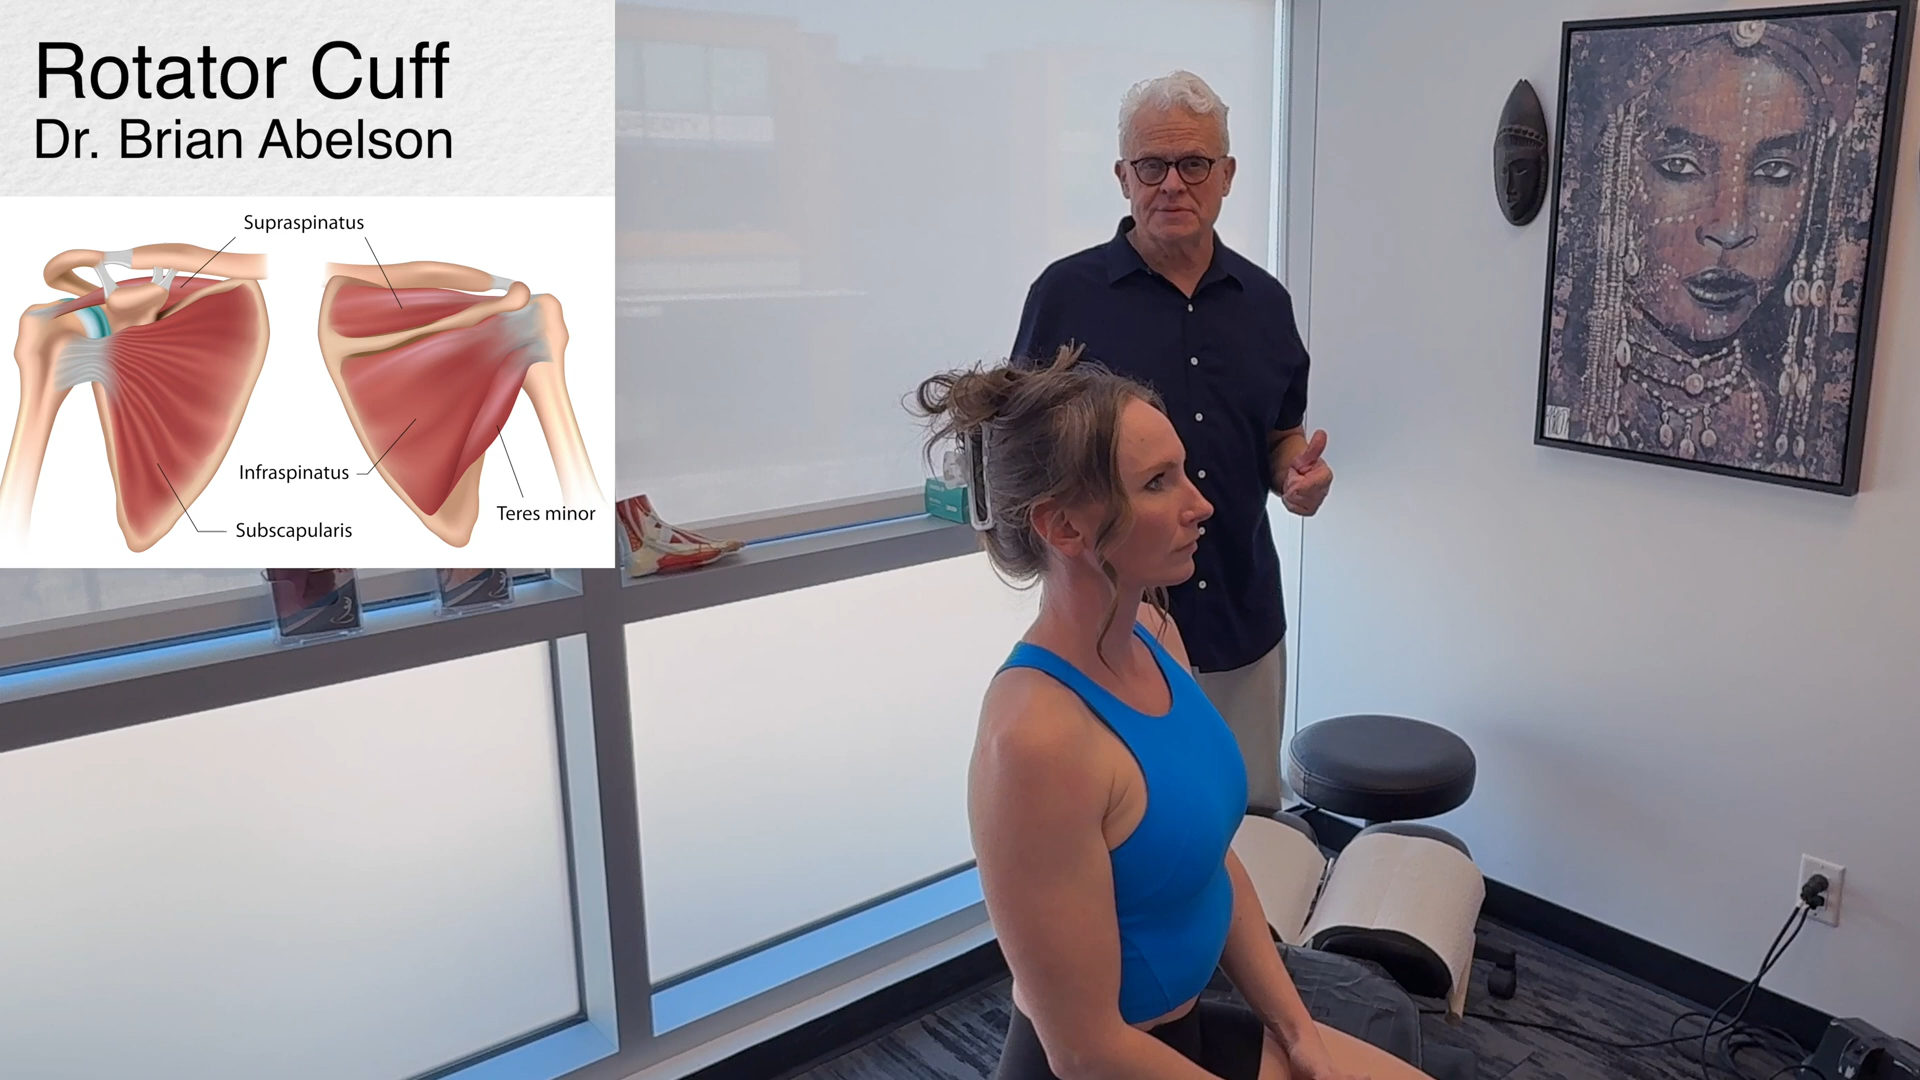 Rotator Cuff
Dr. Brian Abelson
Supraspinatus
Infraspinatus
Teres minor
Subscapularis